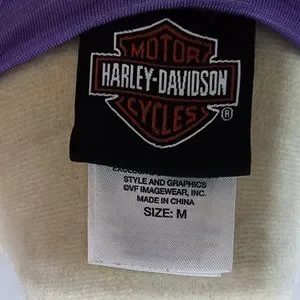 MOTOR
HARLEY-DAVIDSON
CYCLES
®
STYLE AND GRAPHICS
©VF IMAGEWEAR, INC.
MADE IN CHINA
SIZE: M